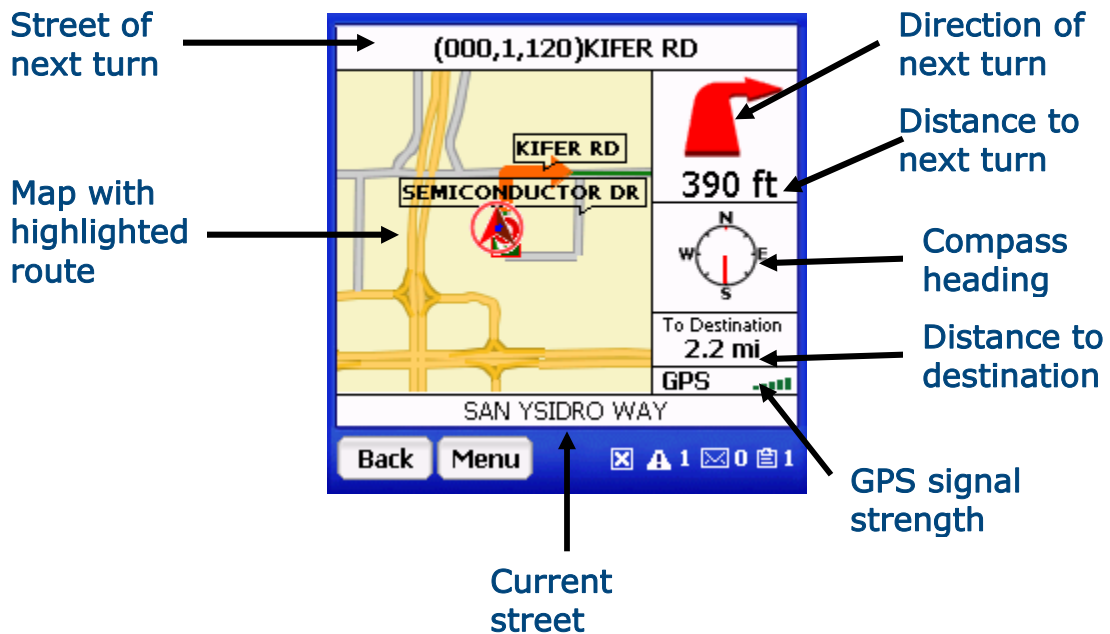 Street of
next turn
(000,1,120)KIFER RD
Direction of
next turn
Distance to
next turn
390 ft
KIFER RD
SEMICONDUCTOR DR
Map with
highlighted
route
N
W
E
S
Compass
heading
To Destination
2.2 mi
Distance to
destination
GPS
SAN YSIDRO WAY
Back
Menu
1
0
1
GPS signal
strength
Current
street